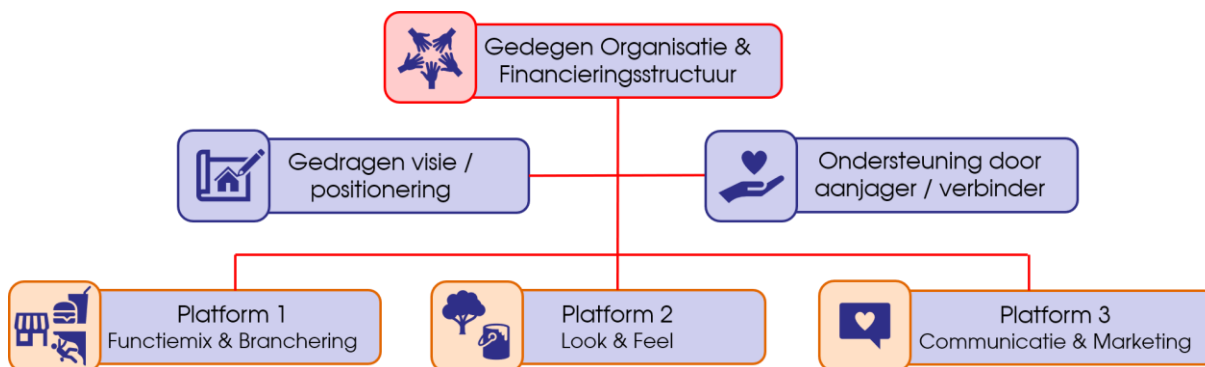 Gedegen Organisatie &
Financieringsstructuur
Gedragen visie /
positionering
Ondersteuning door
aanjager / verbinder
Platform 1
Functiemix & Branchering
Platform 2
Look & Feel
Platform 3
Communicatie & Marketing